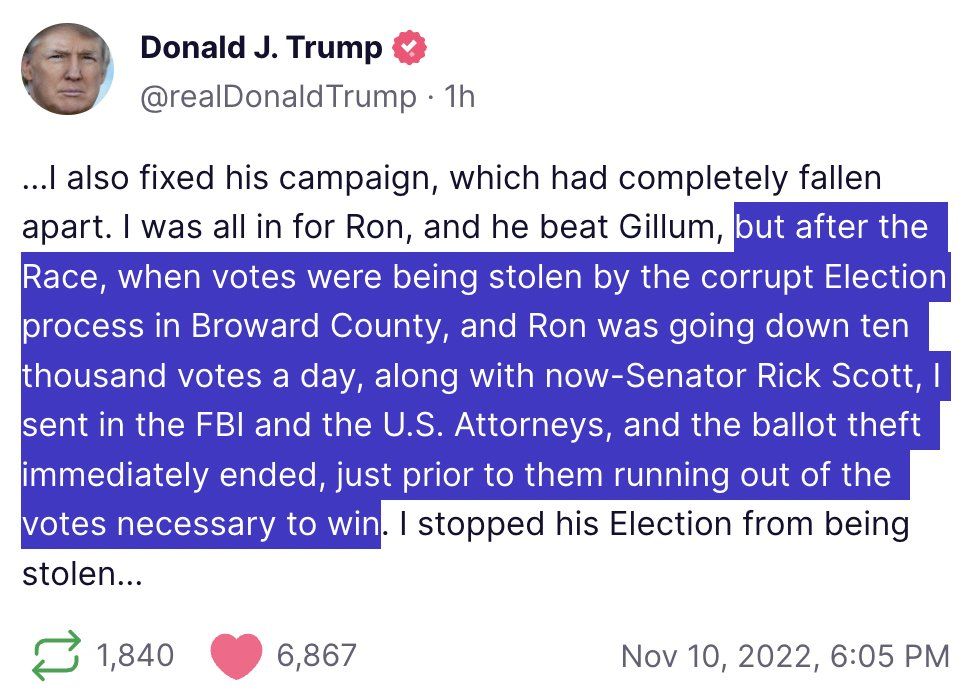 Donald J. Trump
@realDonaldTrump · 1h
...I also fixed his campaign, which had completely fallen
apart. I was all in for Ron, and he beat Gillum, but after the
Race, when votes were being stolen by the corrupt Election
process in Broward County, and Ron was going down ten
thousand votes a day, along with now-Senator Rick Scott, I
sent in the FBI and the U.S. Attorneys, and the ballot theft
immediately ended, just prior to them running out of the
votes necessary to win. I stopped his Election from being
stolen...
1,840 6,867 Nov 10, 2022, 6:05 PM